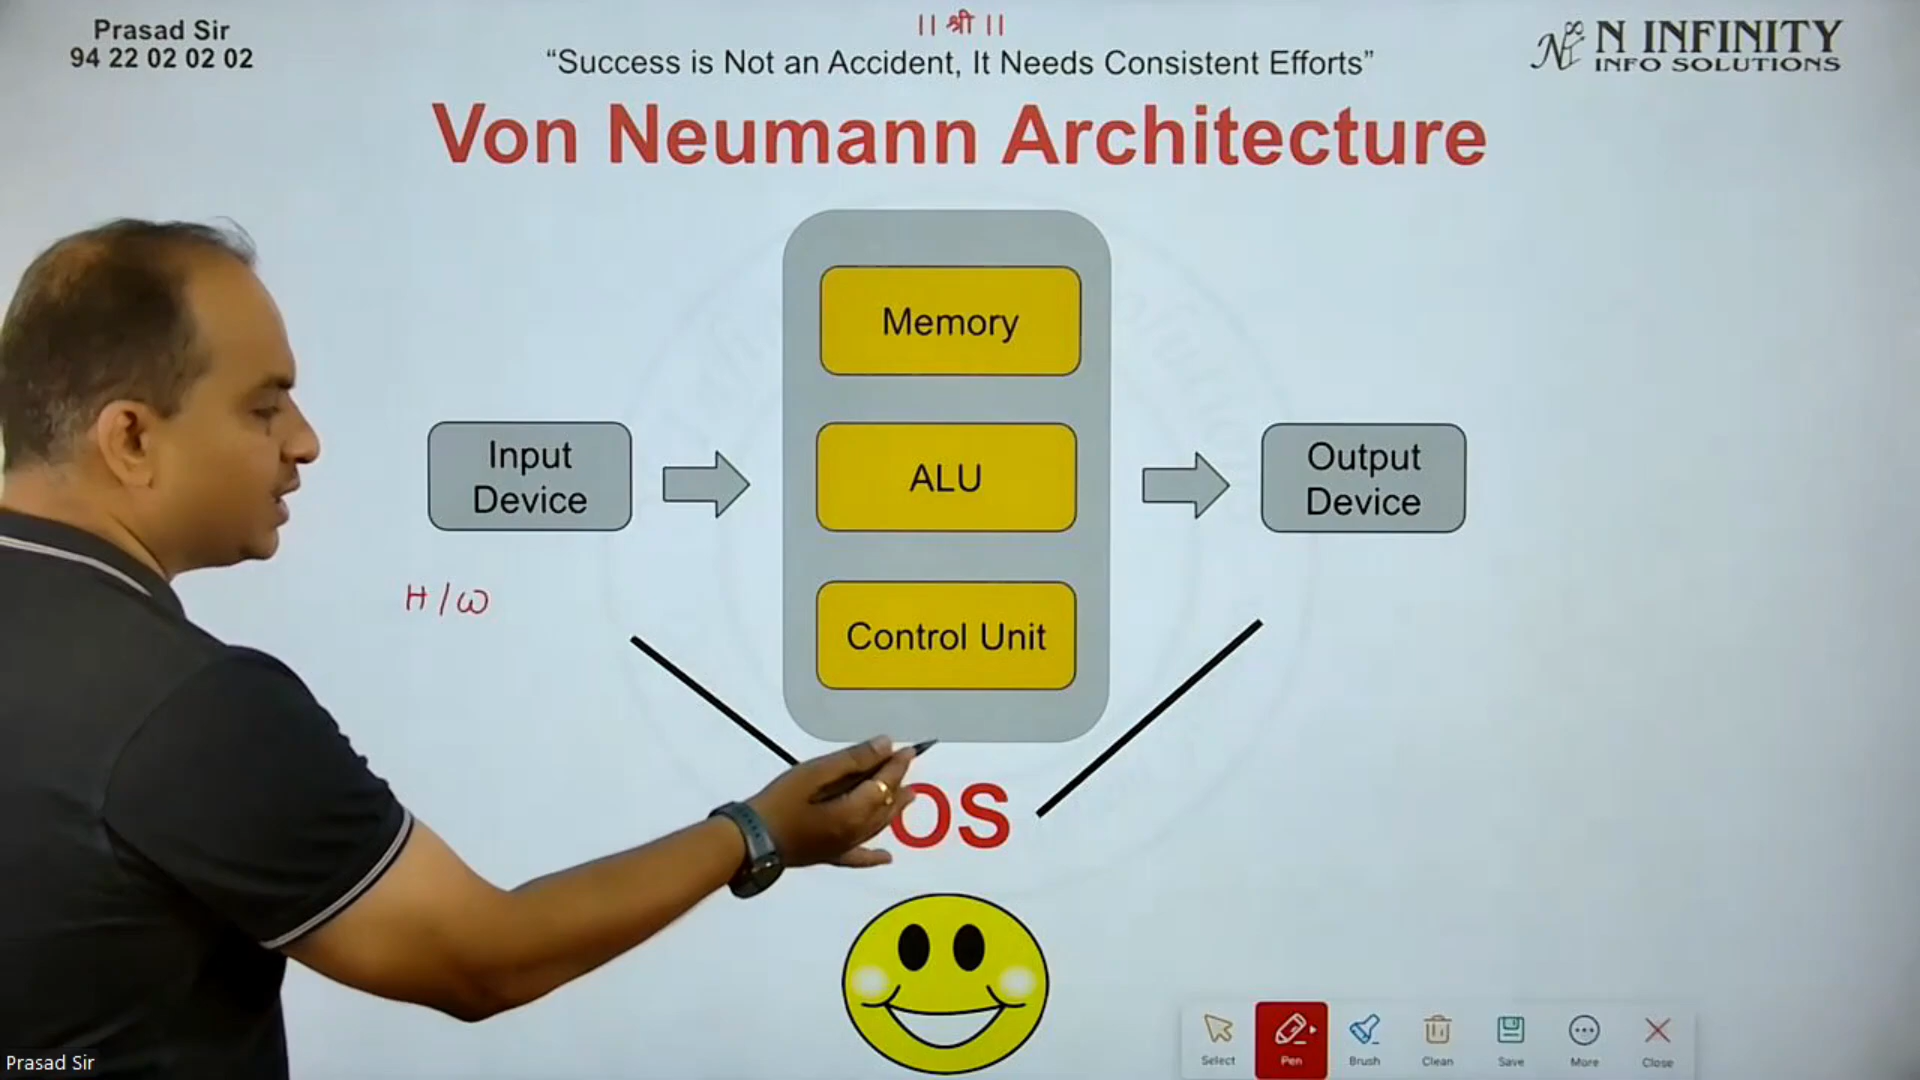 Prasad Sir
94 22 02 02 02
|| श्री ||
“Success is Not an Accident, It Needs Consistent Efforts”
N INFINITY
INFO SOLUTIONS
Von Neumann Architecture
Memory
Input
Device
ALU
Output
Device
H/W
Control Unit
OS
Select
Pen
Brush
Clean
Save
More
Close
Prasad Sir